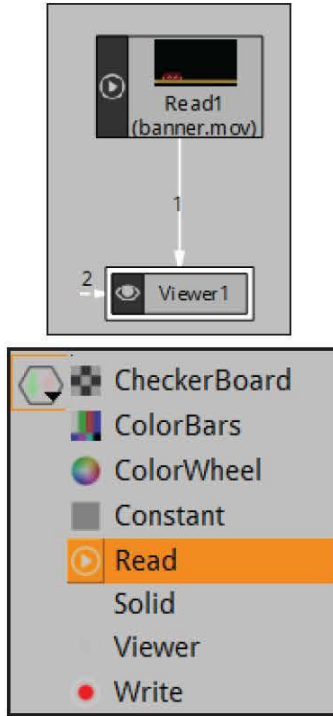 Read1
(banner.mov)
1
2
Viewer1
CheckerBoard
ColorBars
ColorWheel
Constant
Read
Solid
Viewer
Write